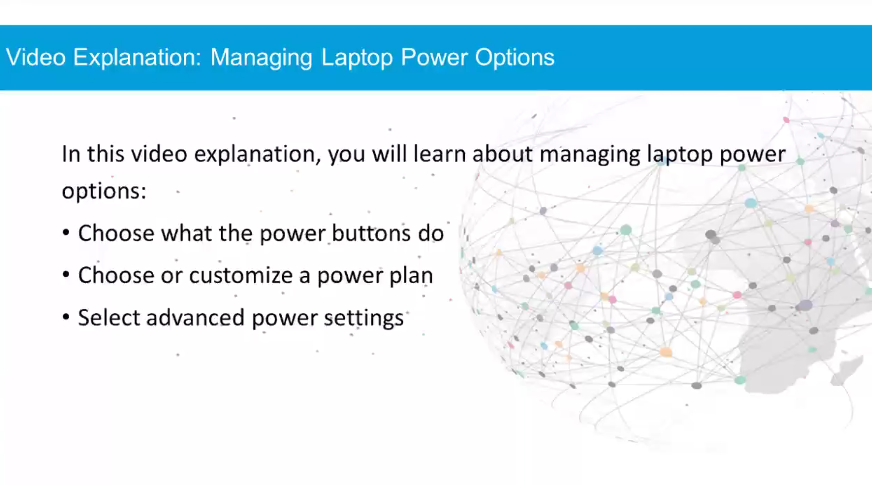 Video Explanation: Managing Laptop Power Options
In this video explanation, you will learn about managing laptop power
options:
• Choose what the power buttons do
• Choose or customize a power plan
• Select advanced power settings